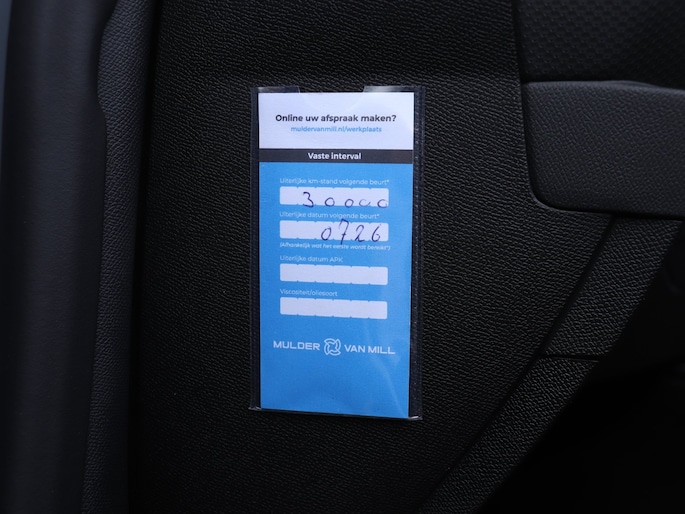 Online uw afspraak maken?
muldervanmill.nl/werkplaats
Vaste interval
Uiterlijke km-stand volgende beurt*
30000
Uiterlijke datum volgende beurt*
0726
(Afhankelijk wat het eerste wordt bereikt*)
Uiterlijke datum APK
Viscositeit/oliesoort
MULDER VAN MILL